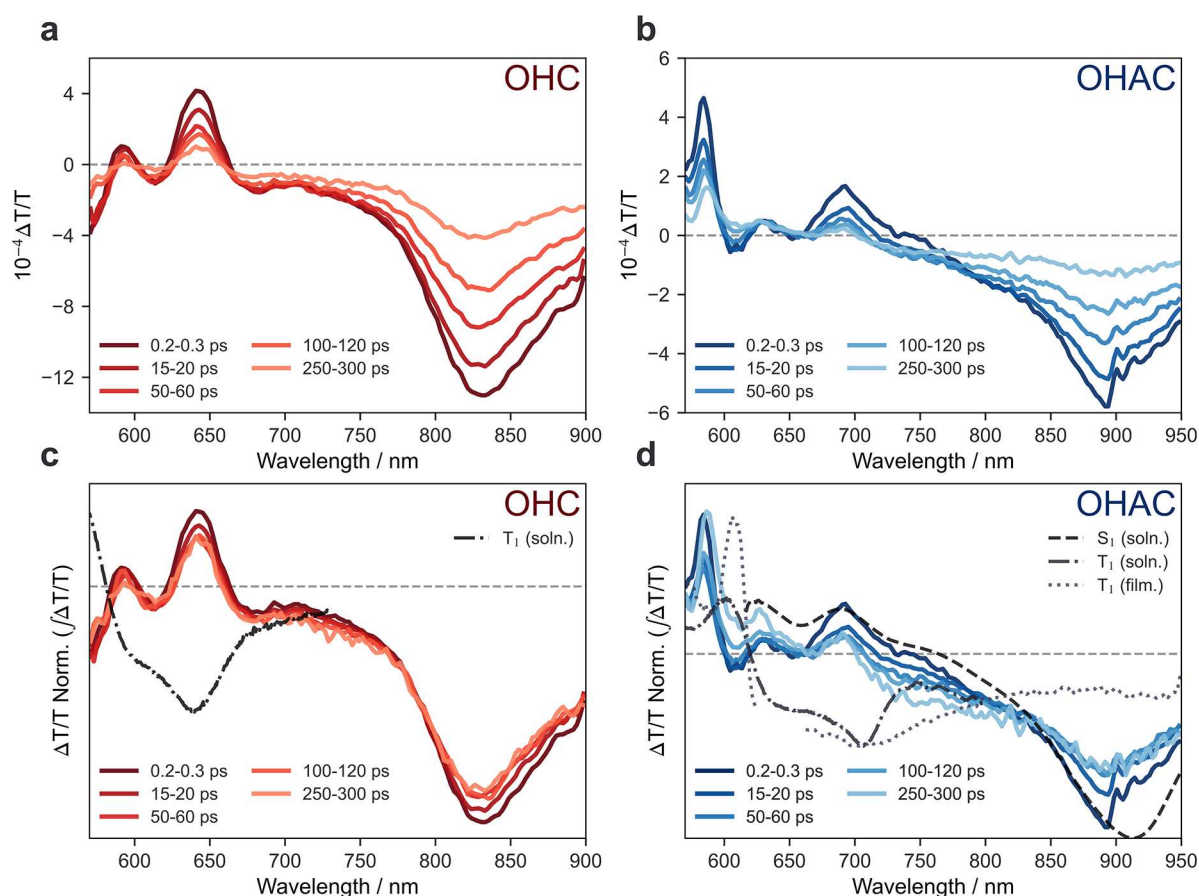 a
OHC
4
0
−4
−8
−12
10⁻⁴ ΔT/T
0.2-0.3 ps
15-20 ps
50-60 ps
100-120 ps
250-300 ps
600 650 700 750 800 850 900
Wavelength / nm
b
OHAC
6
4
2
0
−2
−4
−6
10⁻⁴ ΔT/T
0.2-0.3 ps
15-20 ps
50-60 ps
100-120 ps
250-300 ps
600 650 700 750 800 850 900 950
Wavelength / nm
c
OHC
T₁ (soln.)
ΔT/T Norm. (∫ΔT/T)
0.2-0.3 ps
15-20 ps
50-60 ps
100-120 ps
250-300 ps
600 650 700 750 800 850 900
Wavelength / nm
d
OHAC
S₁ (soln.)
T₁ (soln.)
T₁ (film.)
ΔT/T Norm. (∫ΔT/T)
0.2-0.3 ps
15-20 ps
50-60 ps
100-120 ps
250-300 ps
600 650 700 750 800 850 900 950
Wavelength / nm